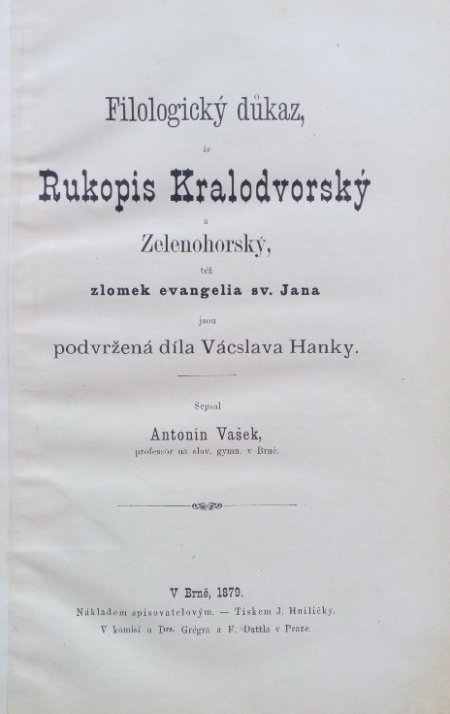 Filologický důkaz,
že
Rukopis Kralodvorský
a
Zelenohorský,
též
zlomek evangelia sv. Jana
jsou
podvržená díla Vácslava Hanky.
Sepsal
Antonín Vašek,
professor na slov. gymn. v Brně.
V Brně, 1879.
Nákladem spisovatelovým. — Tiskem J. Hniličky.
V komisí u Drs. Grégra a F. Dattla v Praze.